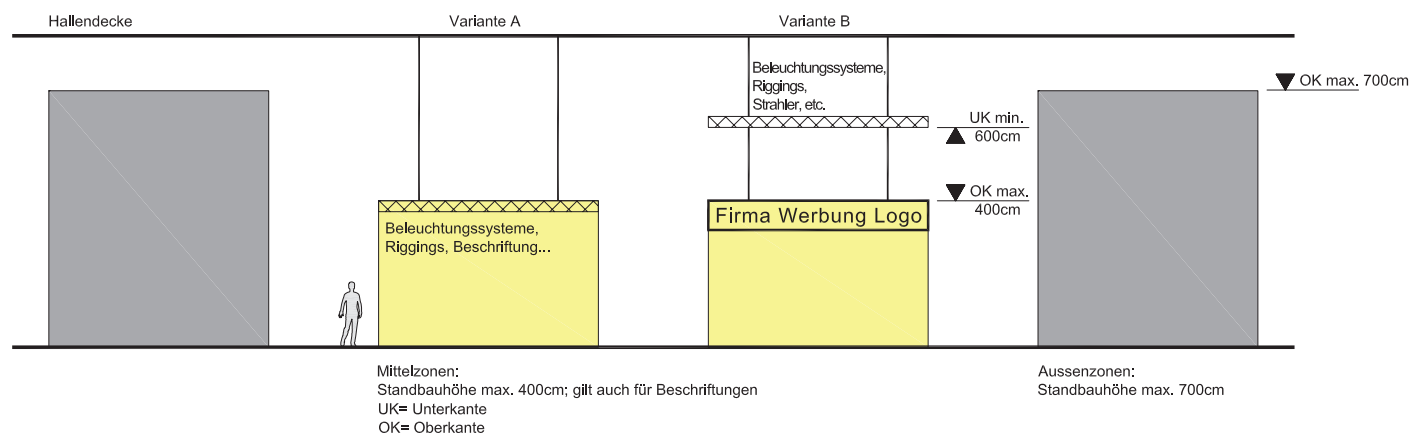 Hallendecke
Variante A
Variante B
Beleuchtungssysteme,
Riggings,
Strahler, etc.
OK max. 700cm
UK min.
600cm
OK max.
400cm
Firma Werbung Logo
Beleuchtungssysteme,
Riggings, Beschriftung...
Mittelzonen:
Standbauhöhe max. 400cm; gilt auch für Beschriftungen
UK= Unterkante
OK= Oberkante
Aussenzonen:
Standbauhöhe max. 700cm